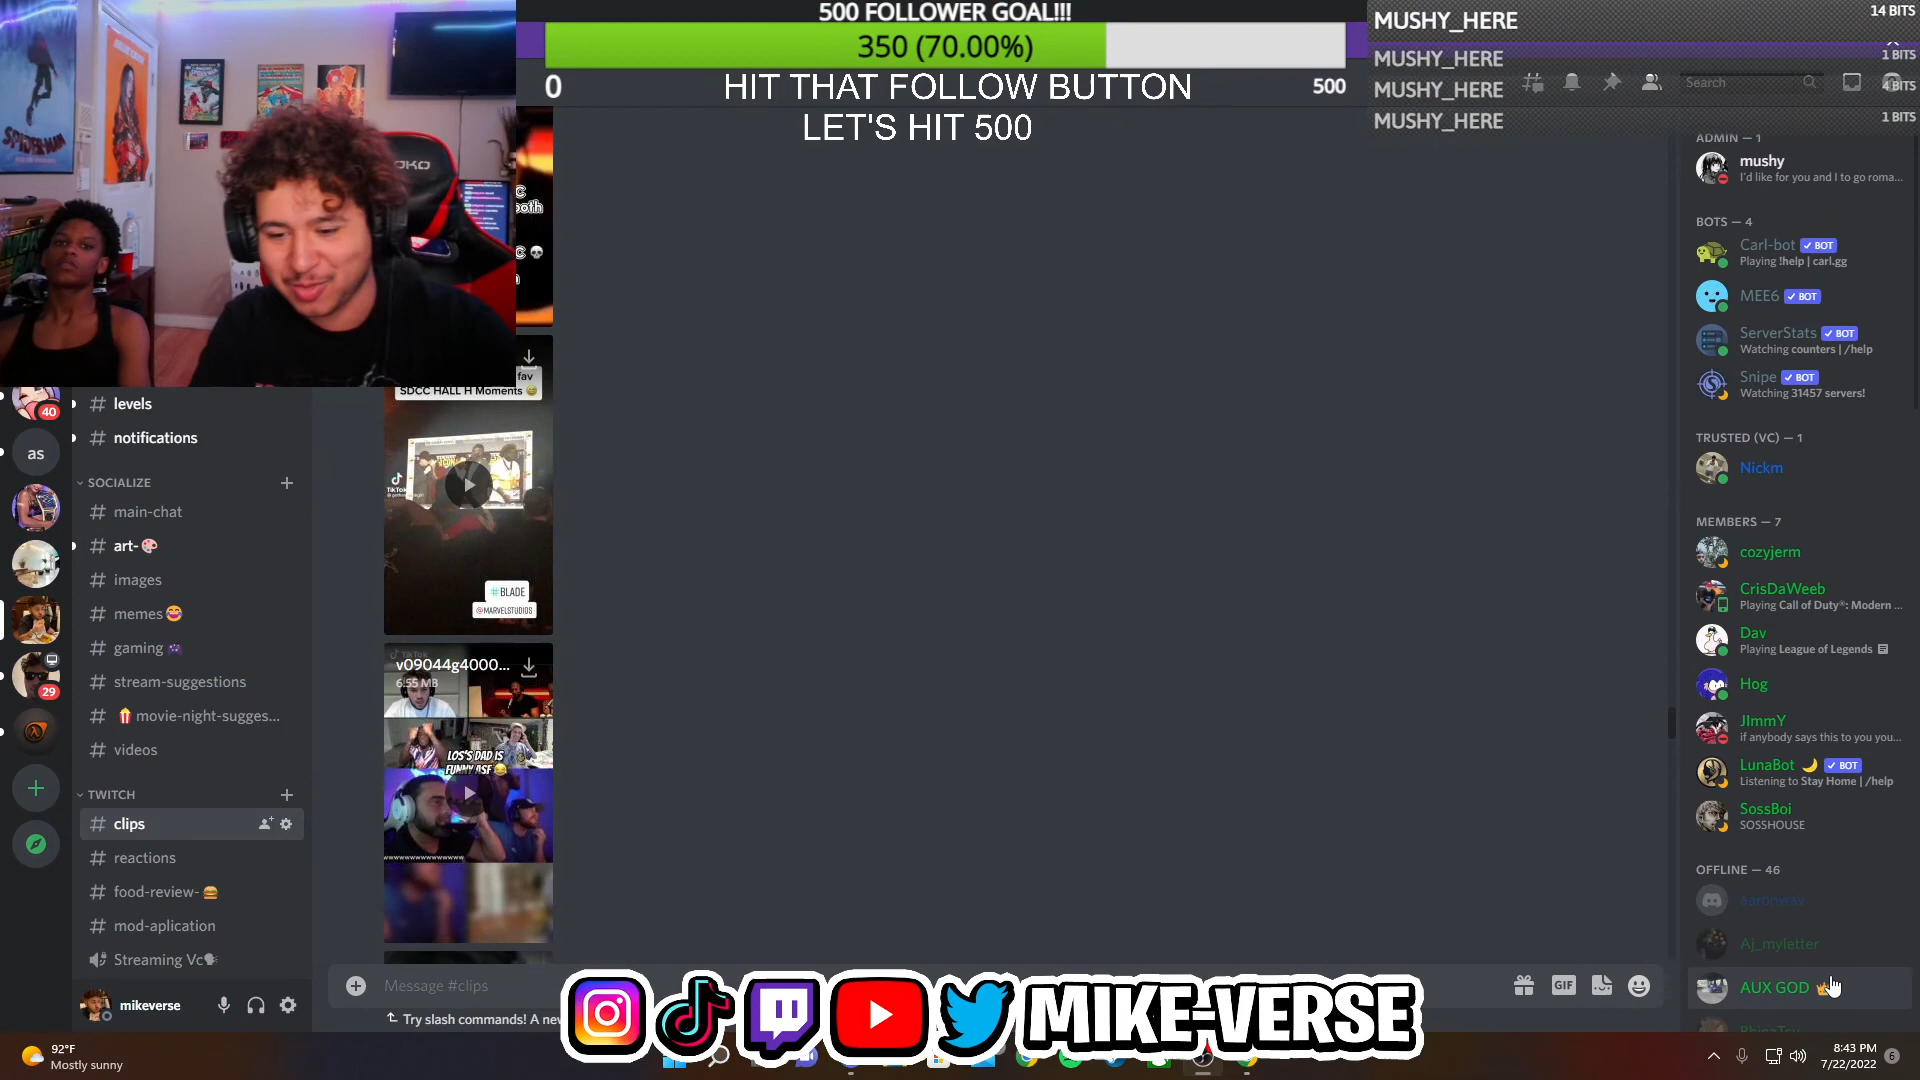 500 FOLLOWER GOAL!!!
350 (70.00%)
0
500
HIT THAT FOLLOW BUTTON
LET'S HIT 500
MUSHY_HERE
14 BITS
MUSHY_HERE
1 BITS
MUSHY_HERE
4 BITS
MUSHY_HERE
1 BITS
Search
SPIDER-MAN
ADMIN — 1
mushy
I'd like for you and I to go roma...
BOTS — 4
Carl-bot
BOT
Playing !help | carl.gg
MEE6
BOT
ServerStats
BOT
Watching counters | /help
Snipe
BOT
Watching 31457 servers!
TRUSTED (VC) — 1
Nickm
MEMBERS — 7
cozyjerm
CrisDaWeeb
Playing Call of Duty®: Modern ...
Dav
Playing League of Legends
Hog
JImmY
if anybody says this to you you...
LunaBot 🌙
BOT
Listening to Stay Home | /help
SossBoi
SOSSHOUSE
OFFLINE — 46
aaronwav
Aj_myletter
AUX GOD
40
as
29
levels
notifications
SOCIALIZE
main-chat
art-🎨
images
memes😂
gaming 🎮
stream-suggestions
🍿movie-night-sugges...
videos
TWITCH
clips
reactions
food-review-🍔
mod-aplication
Streaming Vc🗣
mikeverse
fav
SDCC HALL H Moments 😄
TikTok
#BLADE
@MARVELSTUDIOS
TikTok
v09044g4000...
6.55 MB
LOS'S DAD IS
FUNNY ASF 😂
Message #clips
GIF
Try slash commands! A new
MIKE-VERSE
92°F
Mostly sunny
8:43 PM
7/22/2022
6